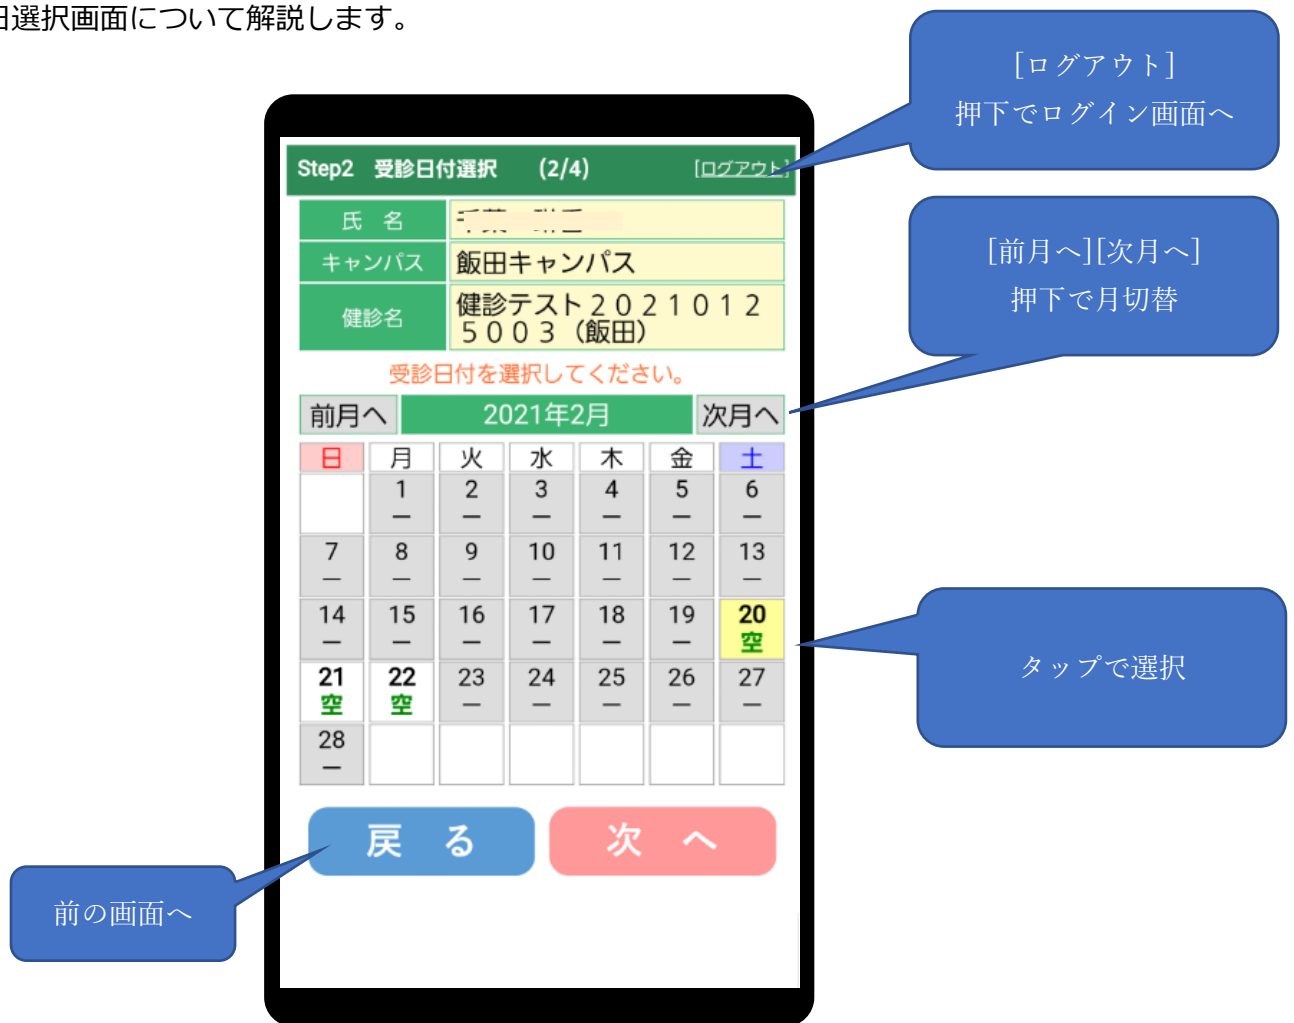 日選択画面について解説します。
[ログアウト]
押下でログイン画面へ
Step2 受診日付選択 (2/4) [ログアウト]
氏 名
キャンパス 飯田キャンパス
健診名 健診テスト2021012
5003(飯田)
[前月へ][次月へ]
押下で月切替
受診日付を選択してください。
前月へ 2021年2月 次月へ
日 月 火 水 木 金 土
1 2 3 4 5 6
― ― ― ― ― ―
7 8 9 10 11 12 13
― ― ― ― ― ― ―
14 15 16 17 18 19 20
― ― ― ― ― ― 空
タップで選択
21 22 23 24 25 26 27
空 空 ― ― ― ― ―
28
―
戻 る 次 へ
前の画面へ